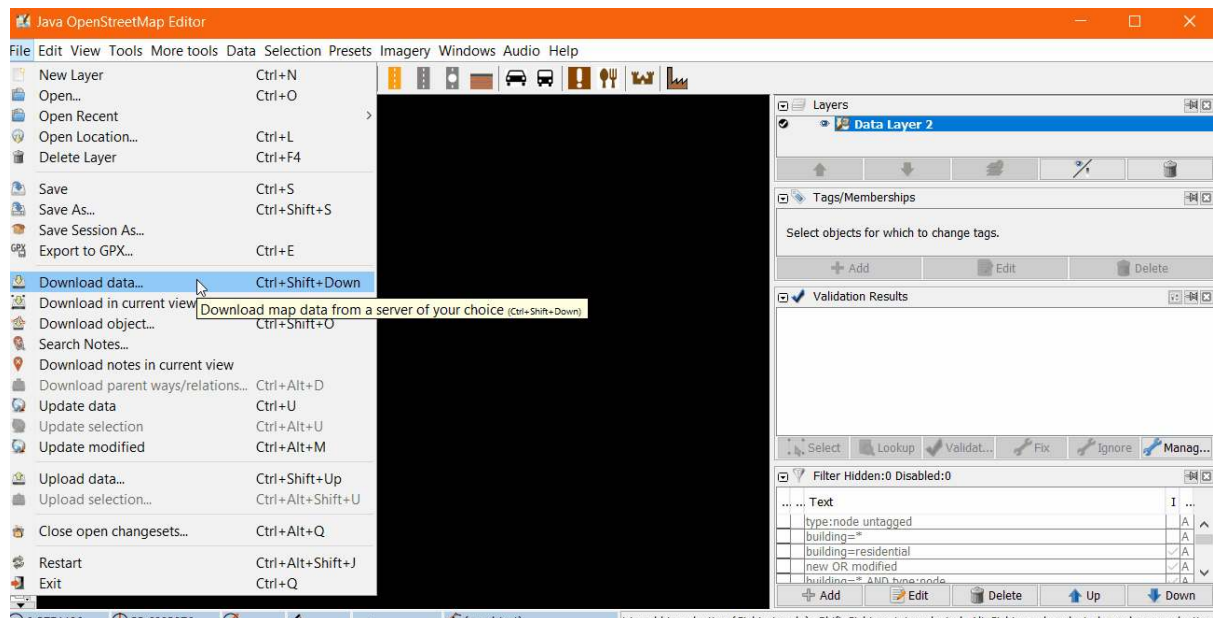 Java OpenStreetMap Editor
File Edit View Tools More tools Data Selection Presets Imagery Windows Audio Help
New Layer Ctrl+N
Open... Ctrl+O
Open Recent
Open Location... Ctrl+L
Delete Layer Ctrl+F4
Save Ctrl+S
Save As... Ctrl+Shift+S
Save Session As...
GPX Export to GPX... Ctrl+E
Download data... Ctrl+Shift+Down
Download in current view
Download map data from a server of your choice (Ctrl+Shift+Down)
Download object... Ctrl+Shift+O
Search Notes...
Download notes in current view
Download parent ways/relations... Ctrl+Alt+D
Update data Ctrl+U
Update selection Ctrl+Alt+U
Update modified Ctrl+Alt+M
Upload data... Ctrl+Shift+Up
Upload selection... Ctrl+Alt+Shift+U
Close open changesets... Ctrl+Alt+Q
Restart Ctrl+Alt+Shift+J
Exit Ctrl+Q
Layers
Data Layer 2
Tags/Memberships
Select objects for which to change tags.
Add Edit Delete
Validation Results
Select Lookup Validat... Fix Ignore Manag...
Filter Hidden:0 Disabled:0
... ... Text I ...
type:node untagged A
building=* A
building=residential A
new OR modified A
building=* AND type:node A
Add Edit Delete Up Down